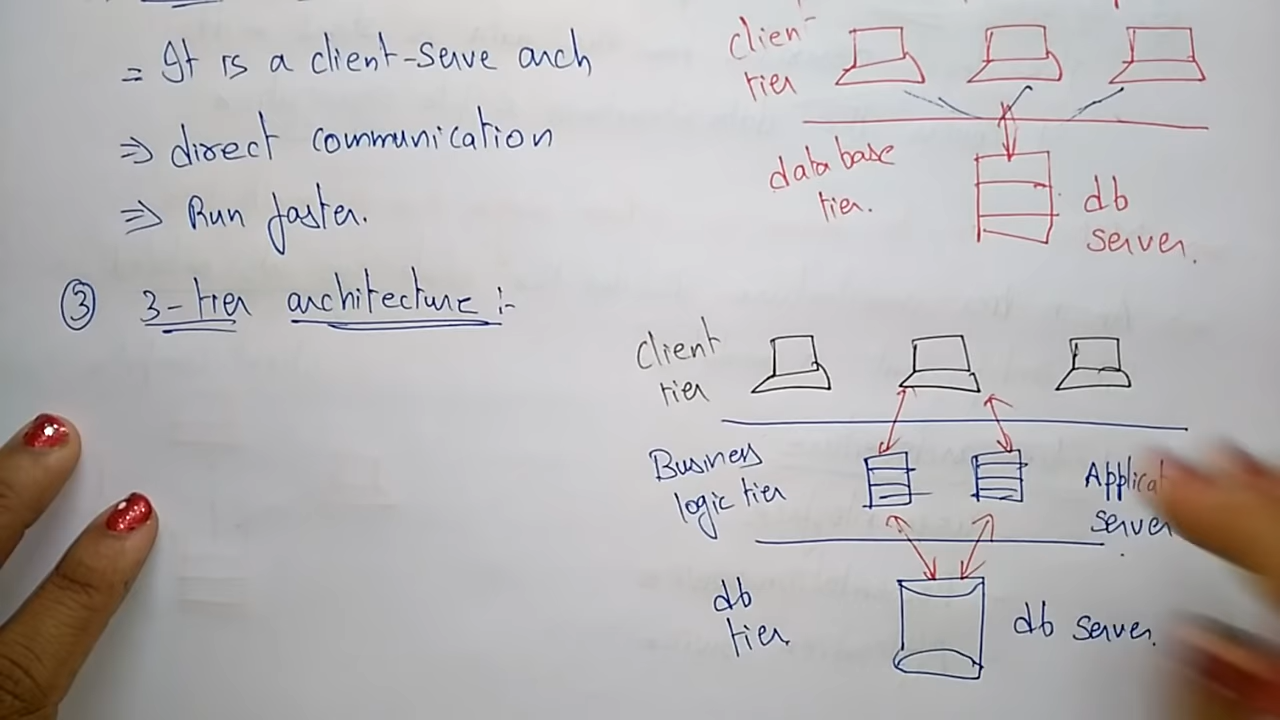 = It is a client-serve arch
⇒ direct communication
⇒ Run faster.
③ 3-tier architecture :-
client
tier
data base
tier.
db
server.
client
tier
Business
logic tier
Applicat
server
db
tier
db server.